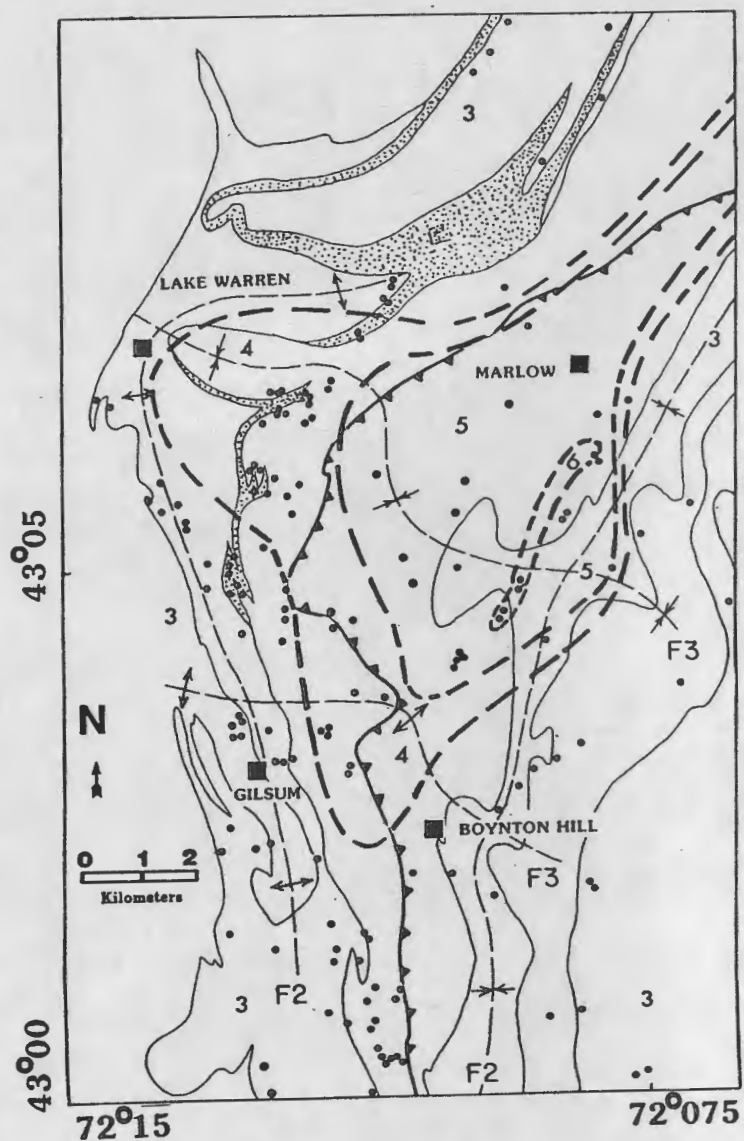 3
E
LAKE WARREN
4
3
MARLOW
5
6
43°05
5
3
F3
N
4
GILSUM
BOYNTON HILL
0 1 2
Kilometers
F3
3
F2
3
F2
43°00
72°15
72°075